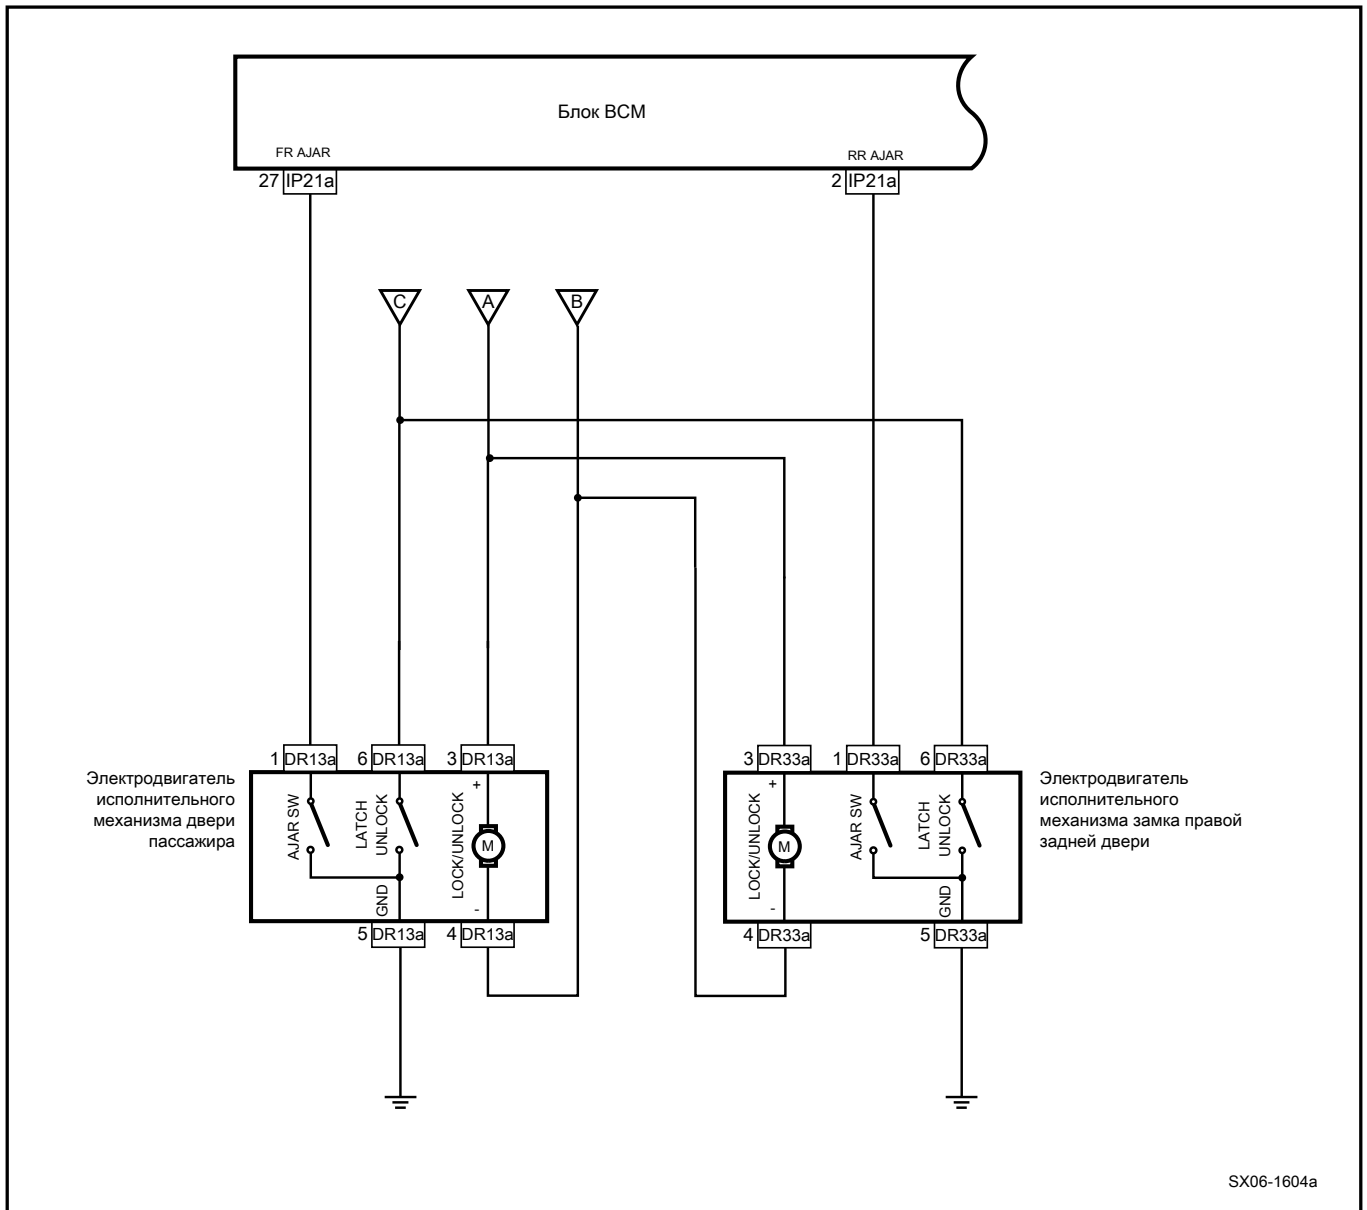 Блок BCM
FR AJAR
RR AJAR
27 IP21a
2 IP21a
C
A
B
1 DR13a
6 DR13a
3 DR13a
3 DR33a
1 DR33a
6 DR33a
Электродвигатель
исполнительного
механизма двери
пассажира
AJAR SW
LATCH
UNLOCK
GND
LOCK/UNLOCK
+
M
-
LOCK/UNLOCK
+
M
-
AJAR SW
LATCH
UNLOCK
GND
Электродвигатель
исполнительного
механизма замка правой
задней двери
5 DR13a
4 DR13a
4 DR33a
5 DR33a
SX06-1604a